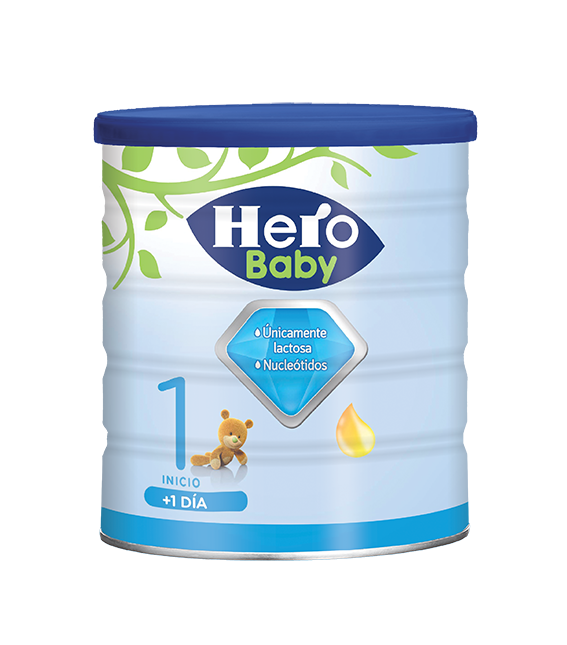 Hero
Baby
Únicamente
lactosa
Nucleótidos
1
INICIO
+1 DÍA